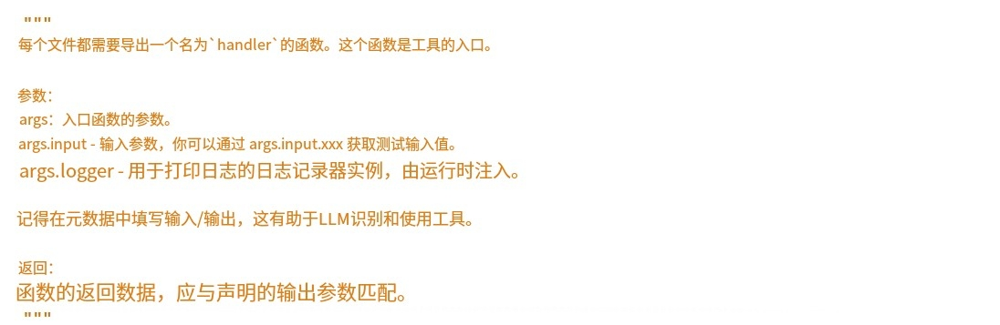 """
每个文件都需要导出一个名为`handler`的函数。这个函数是工具的入口。
参数：
args：入口函数的参数。
args.input - 输入参数，你可以通过 args.input.xxx 获取测试输入值。
args.logger - 用于打印日志的日志记录器实例，由运行时注入。
记得在元数据中填写输入/输出，这有助于LLM识别和使用工具。
返回：
函数的返回数据，应与声明的输出参数匹配。
"""